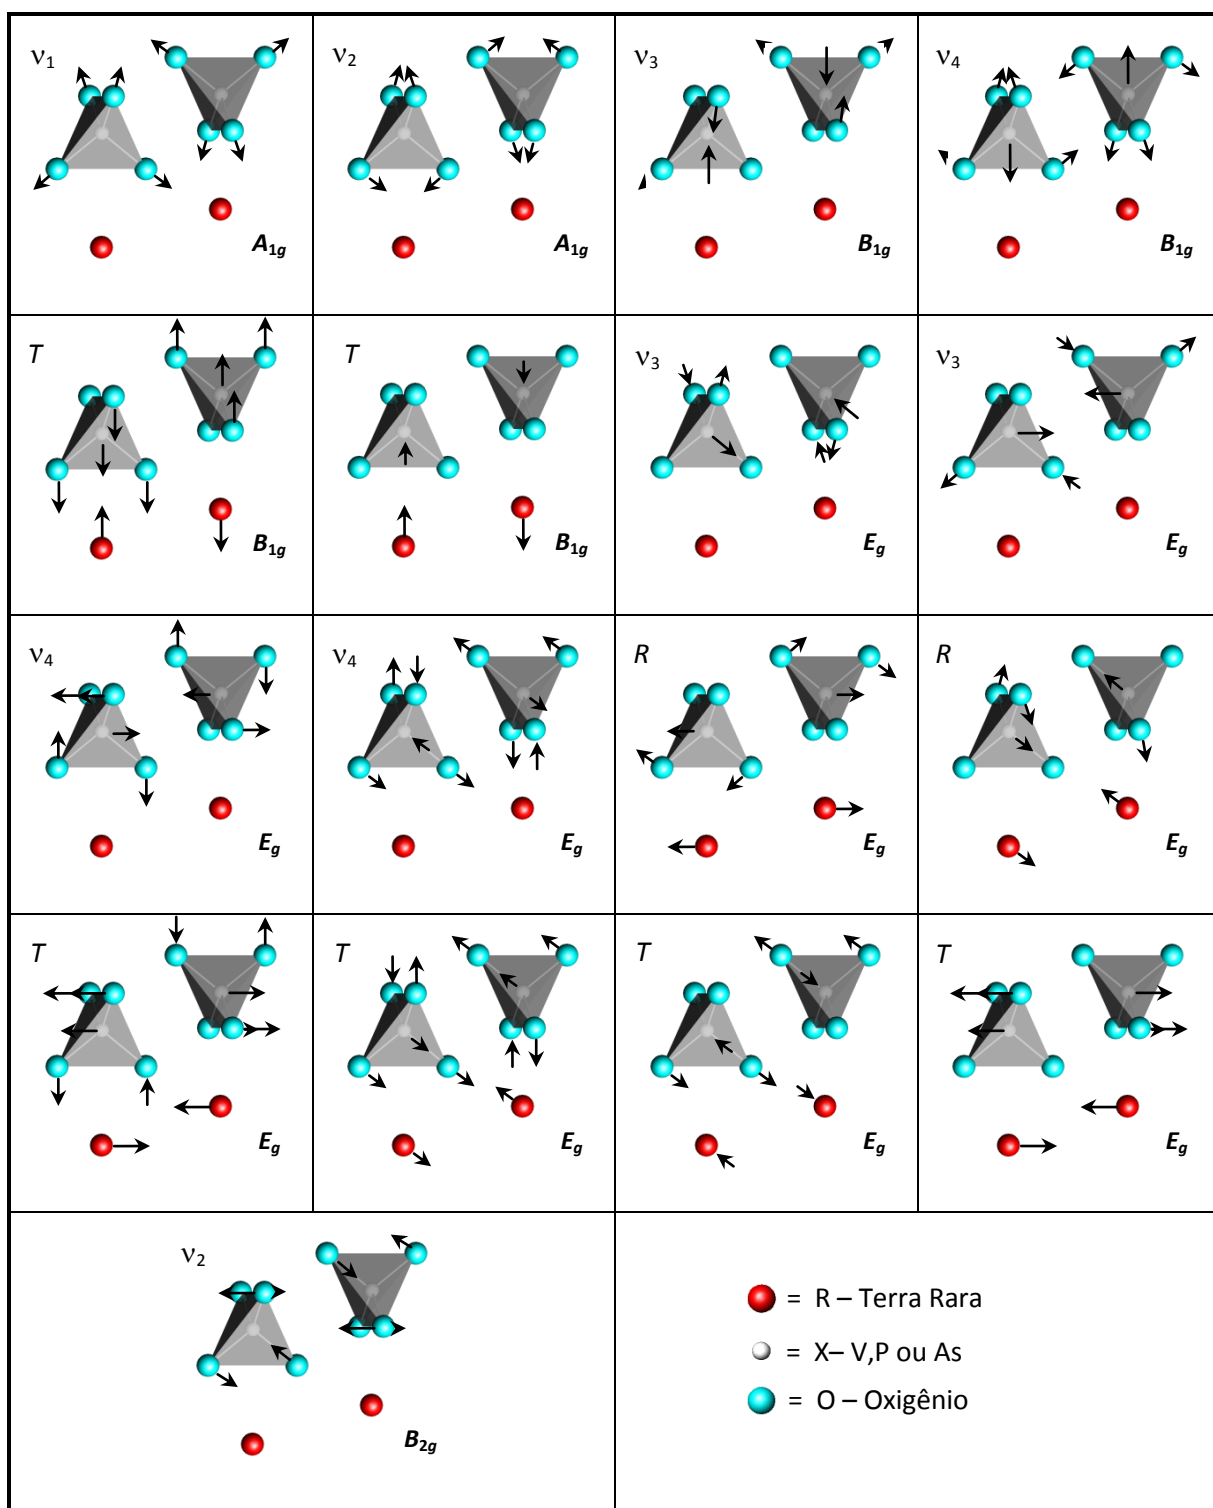 ν1
A1g
ν2
A1g
ν3
B1g
ν4
B1g
T
B1g
T
B1g
ν3
Eg
ν3
Eg
ν4
Eg
ν4
Eg
R
Eg
R
Eg
T
Eg
T
Eg
T
Eg
T
Eg
ν2
B2g
= R – Terra Rara
= X– V,P ou As
= O – Oxigênio